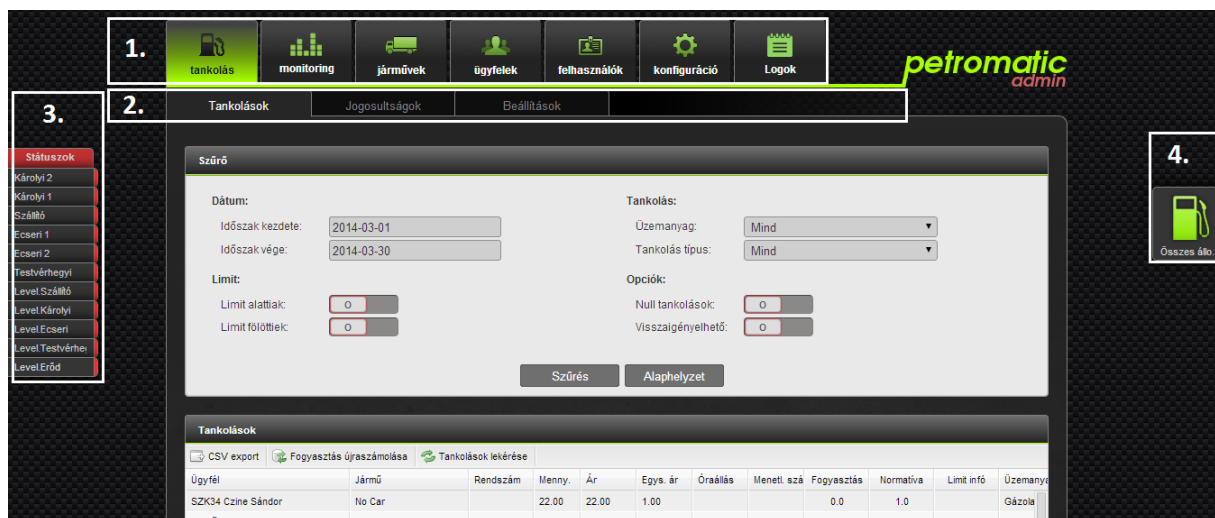 1.
tankolás monitoring járművek ügyfelek felhasználók konfiguráció Logok
petromatic
admin
2.
Tankolások Jogosultságok Beállítások
3.
Státuszok
Károlyi 2
Károlyi 1
Szállító
Ecseri 1
Ecseri 2
Testvérhegyi
Level.Szállító
Level.Károlyi
Level.Ecseri
Level.Testvérhe
Level.Erőd
4.
Összes állo.
Szűrő
Dátum:
Időszak kezdete: 2014-03-01
Időszak vége: 2014-03-30
Limit:
Limit alattiak: O
Limit fölöttiek: O
Tankolás:
Üzemanyag: Mind
Tankolás típus: Mind
Opciók:
Null tankolások: O
Visszaigényelhető: O
Szűrés Alaphelyzet
Tankolások
CSV export Fogyasztás újraszámolása Tankolások lekérése
Ügyfél Jármű Rendszám Menny. Ár Egys. ár Óraállás Menetl. szá Fogyasztás Normatíva Limit infó Üzemanya
SZK34 Czine Sándor No Car 22.00 22.00 1.00 0.0 1.0 Gázola